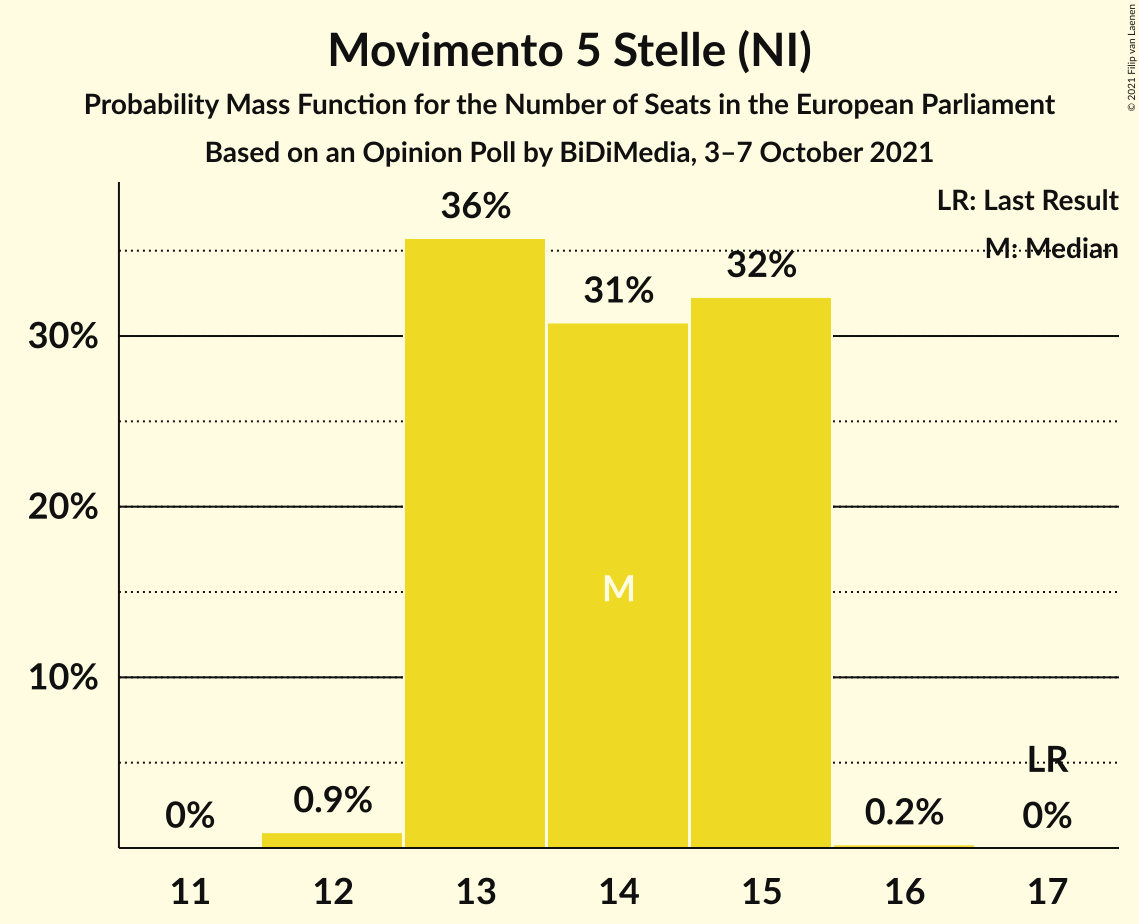 © 2021 Filip van Laenen
Movimento 5 Stelle (NI)
Probability Mass Function for the Number of Seats in the European Parliament
Based on an Opinion Poll by BiDiMedia, 3–7 October 2021
LR: Last Result
M: Median
36%
31%
32%
30%
20%
M
10%
LR
0%
0.9%
0.2%
0%
11
12
13
14
15
16
17